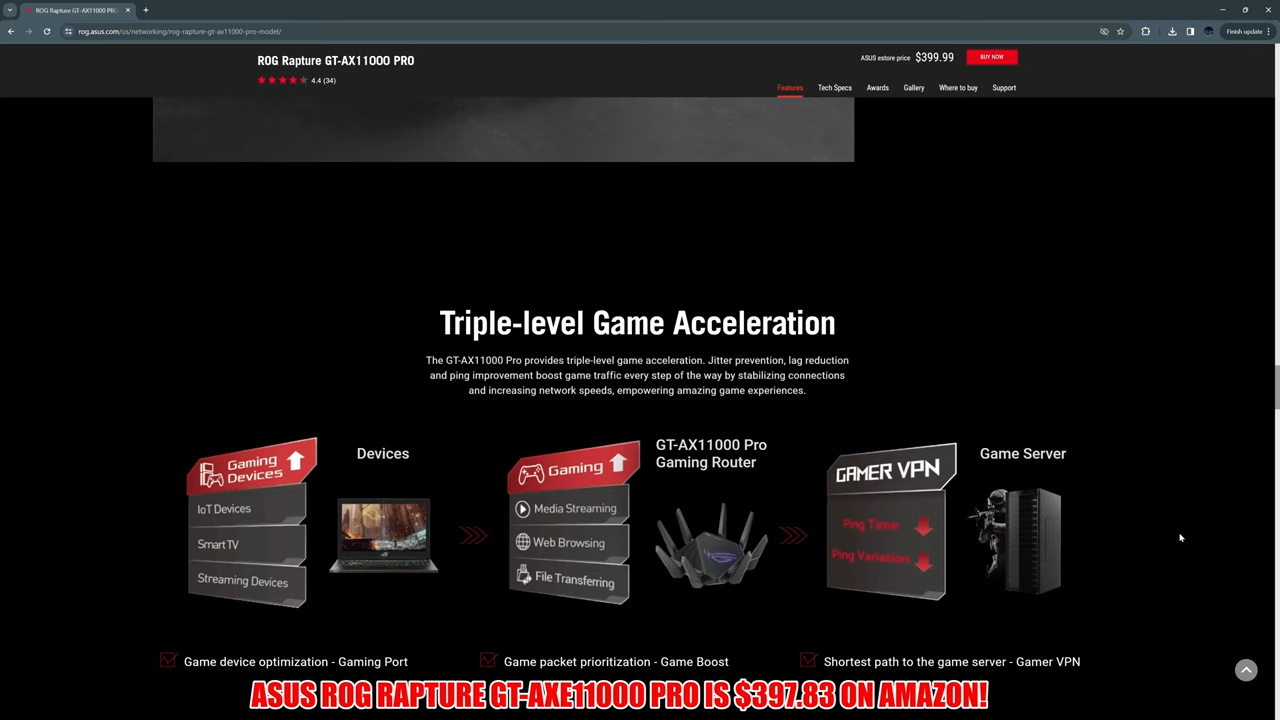 ROG Rapture GT-AX11000 PRO
rog.asus.com/us/networking/rog-rapture-gt-ax11000-pro-model/
Finish update
ROG Rapture GT-AX11000 PRO
4.4 (34)
ASUS estore price $399.99
BUY NOW
Features
Tech Specs
Awards
Gallery
Where to buy
Support
Triple-level Game Acceleration
The GT-AX11000 Pro provides triple-level game acceleration. Jitter prevention, lag reduction
and ping improvement boost game traffic every step of the way by stabilizing connections
and increasing network speeds, empowering amazing game experiences.
Gaming
Devices
IoT Devices
Smart TV
Streaming Devices
Devices
Gaming
Media Streaming
Web Browsing
File Transferring
GT-AX11000 Pro
Gaming Router
GAMER VPN
Ping Time
Ping Variation
Game Server
Game device optimization - Gaming Port
Game packet prioritization - Game Boost
Shortest path to the game server - Gamer VPN
ASUS ROG RAPTURE GT-AXE11000 PRO IS $397.83 ON AMAZON!